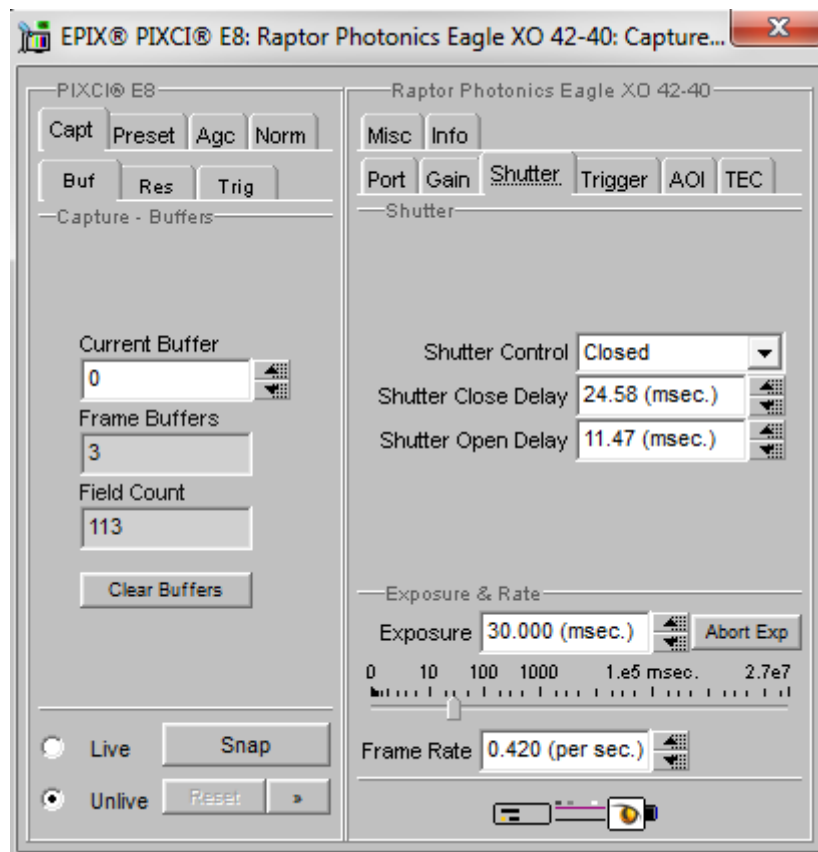 EPIX® PIXCI® E8: Raptor Photonics Eagle XO 42-40: Capture...
PIXCI® E8
Capt Preset Agc Norm
Buf Res Trig
Capture - Buffers
Current Buffer
0
Frame Buffers
3
Field Count
113
Clear Buffers
Live Snap
Unlive Reset »
Raptor Photonics Eagle XO 42-40
Misc Info
Port Gain Shutter Trigger AOI TEC
Shutter
Shutter Control Closed
Shutter Close Delay 24.58 (msec.)
Shutter Open Delay 11.47 (msec.)
Exposure & Rate
Exposure 30.000 (msec.) Abort Exp
0 10 100 1000 1.e5 msec. 2.7e7
Frame Rate 0.420 (per sec.)